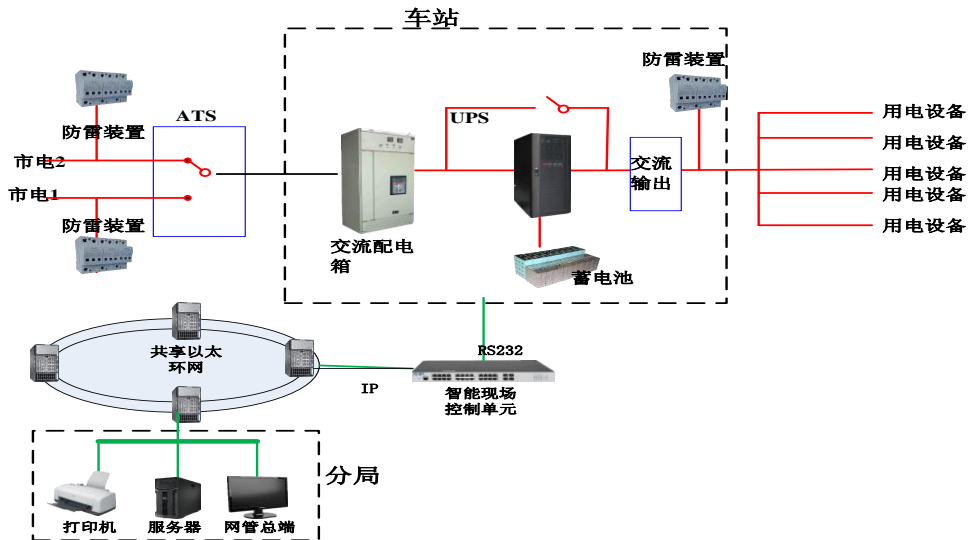 车站
防雷装置
ATS
防雷装置
UPS
用电设备
用电设备
用电设备
用电设备
用电设备
市电2
市电1
交流
输出
防雷装置
交流配电
箱
蓄电池
RS232
共享以太
环网
IP
智能现场
控制单元
分局
打印机
服务器
网管总端